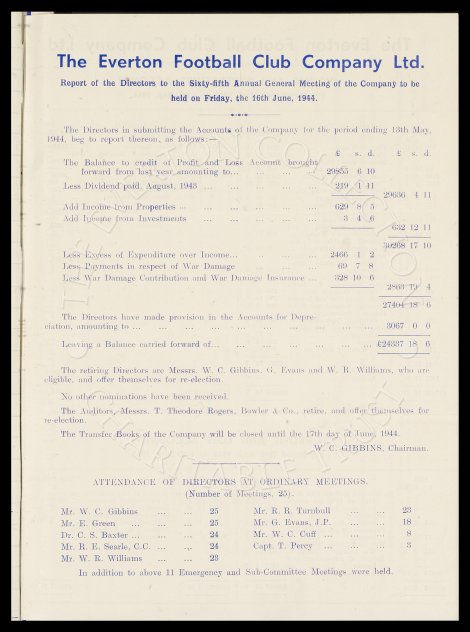 The Everton Football Club Company Ltd.
Report of the Directors to the Sixty-fifth Annual General Meeting of the Company to be
held on Friday, the 16th June, 1944.
The Directors in submitting the Accounts of the Company for the period ending 13th May,
1944, beg to report thereon, as follows:—
£ s. d. £ s. d.
The Balance to credit of Profit and Loss Account brought
forward from last year amounting to... ... ... ... 29855 6 10
Less Dividend paid, August, 1943 ... ... ... ... ... 219 1 11
29636 4 11
Add Income from Properties ... ... ... ... ... 629 8 5
Add Income from Investments ... ... ... ... ... 3 4 6
632 12 11
30268 17 10
Less Excess of Expenditure over Income... ... ... ... 2466 1 2
Less Payments in respect of War Damage ... ... ... 69 7 8
Less War Damage Contribution and War Damage Insurance ... 328 10 6
2863 19 4
27404 18 6
The Directors have made provision in the Accounts for Depre-
ciation, amounting to ... ... ... ... ... ... ... ... 3067 0 0
Leaving a Balance carried forward of... ... ... ... ... ... £24337 18 6
The retiring Directors are Messrs. W. C. Gibbins, G. Evans and W. R. Williams, who are
eligible, and offer themselves for re-election.
No other nominations have been received.
The Auditors, Messrs. T. Theodore Rogers, Bowler & Co., retire, and offer themselves for
re-election.
The Transfer Books of the Company will be closed until the 17th day of June, 1944.
W. C. GIBBINS, Chairman.
ATTENDANCE OF DIRECTORS AT ORDINARY MEETINGS.
(Number of Meetings, 25).
Mr. W. C. Gibbins ... ... 25 Mr. R. R. Turnbull ... ... 23
Mr. E. Green ... ... ... 25 Mr. G. Evans, J.P. ... ... 18
Dr. C. S. Baxter ... ... ... 24 Mr. W. C. Cuff ... ... ... 8
Mr. R. E. Searle, C.C. ... ... 24 Capt. T. Percy ... ... ... 3
Mr. W. R. Williams ... ... 23
In addition to above 11 Emergency and Sub-Committee Meetings were held.
EVERTON COLLECTION
CHARITABLE TRUST